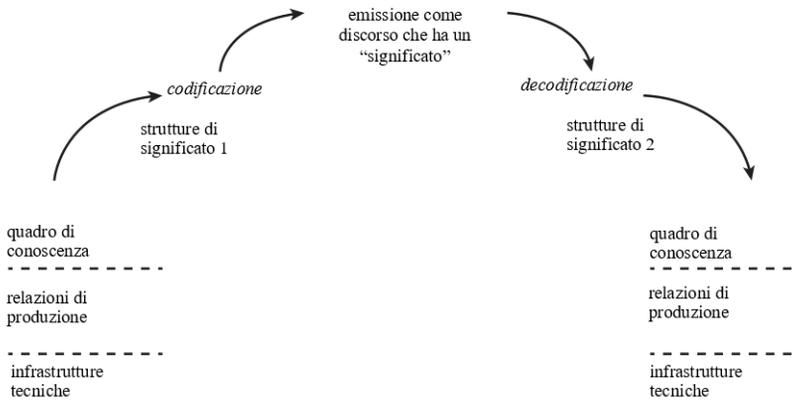 emissione come
discorso che ha un
“significato”
codificazione
decodificazione
strutture di
significato 1
strutture di
significato 2
quadro di
conoscenza
relazioni di
produzione
infrastrutture
tecniche
quadro di
conoscenza
relazioni di
produzione
infrastrutture
tecniche